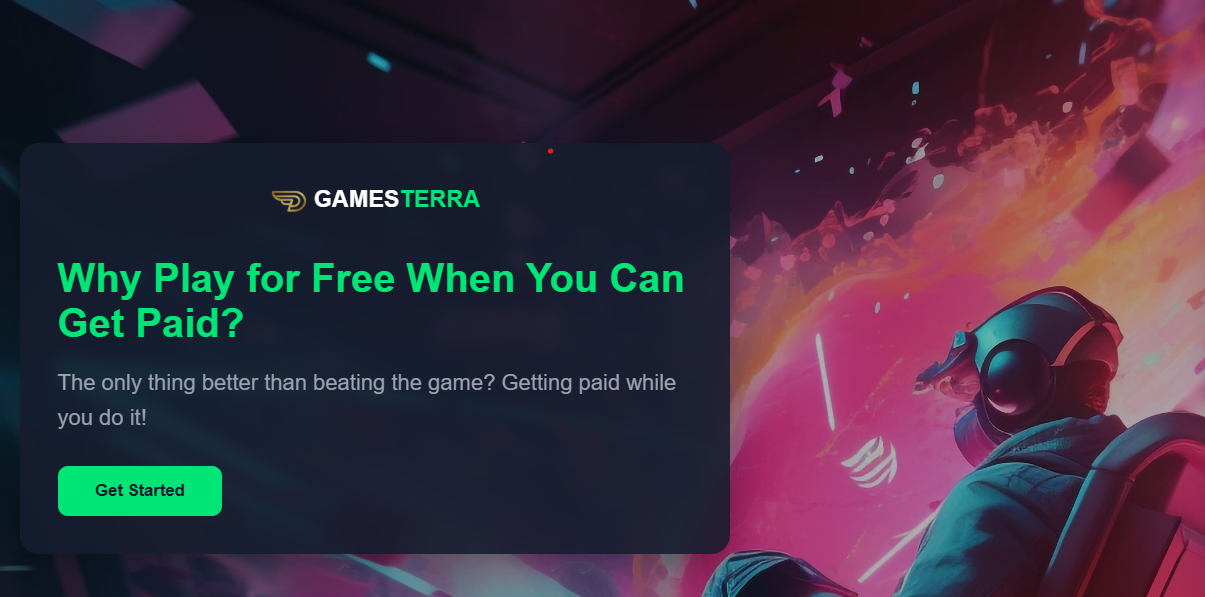 GAMESTERRA
Why Play for Free When You Can
Get Paid?
The only thing better than beating the game? Getting paid while
you do it!
Get Started